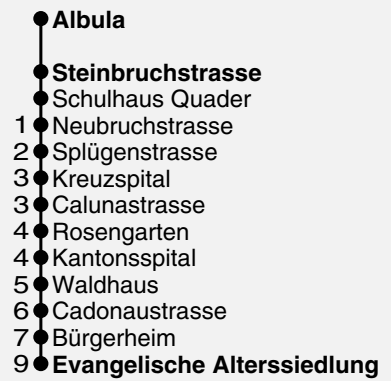 Albula
Steinbruchstrasse
Schulhaus Quader
1 Neubruchstrasse
2 Splügenstrasse
3 Kreuzspital
3 Calunastrasse
4 Rosengarten
4 Kantonsspital
5 Waldhaus
6 Cadonaustrasse
7 Bürgerheim
9 Evangelische Alterssiedlung